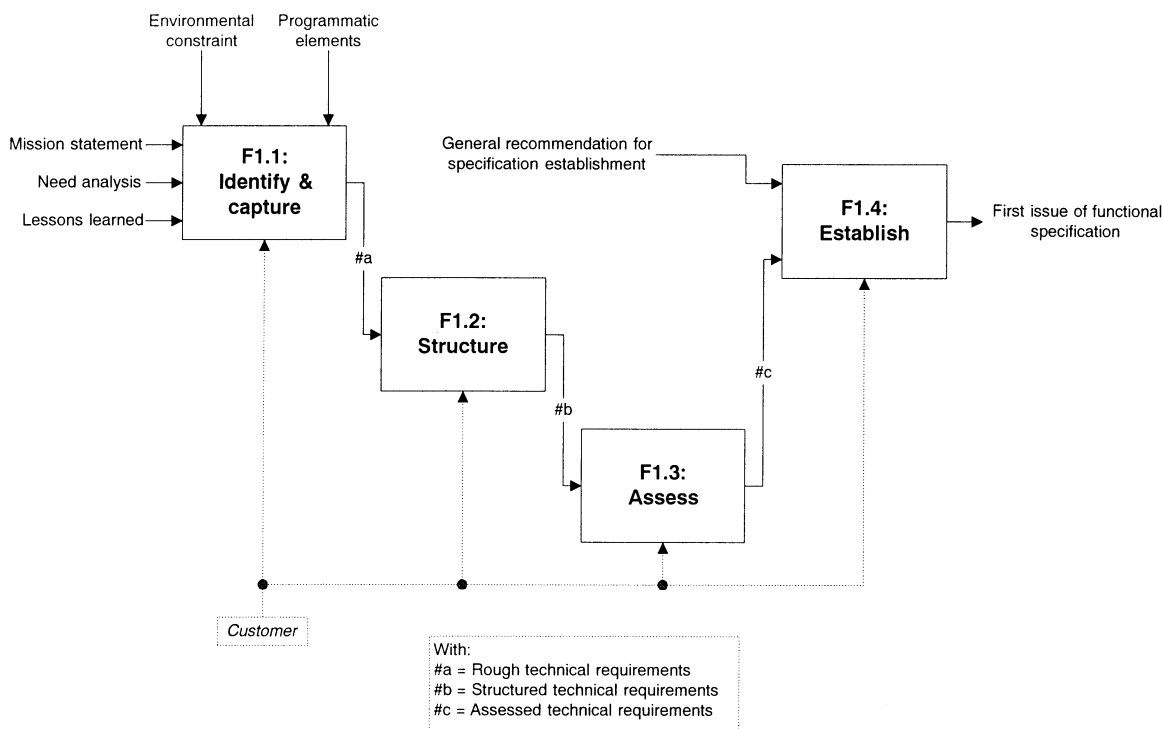 Environmental
constraint
Programmatic
elements
Mission statement
Need analysis
Lessons learned
F1.1:
Identify &
capture
General recommendation for
specification establishment
F1.4:
Establish
First issue of functional
specification
#a
F1.2:
Structure
#c
#b
F1.3:
Assess
Customer
With:
#a = Rough technical requirements
#b = Structured technical requirements
#c = Assessed technical requirements